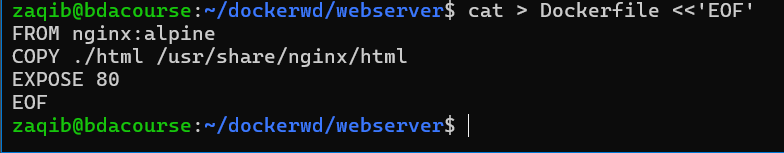 zaqib@bdacourse:~/dockerwd/webserver$ cat > Dockerfile <<'EOF'
FROM nginx:alpine
COPY ./html /usr/share/nginx/html
EXPOSE 80
EOF
zaqib@bdacourse:~/dockerwd/webserver$